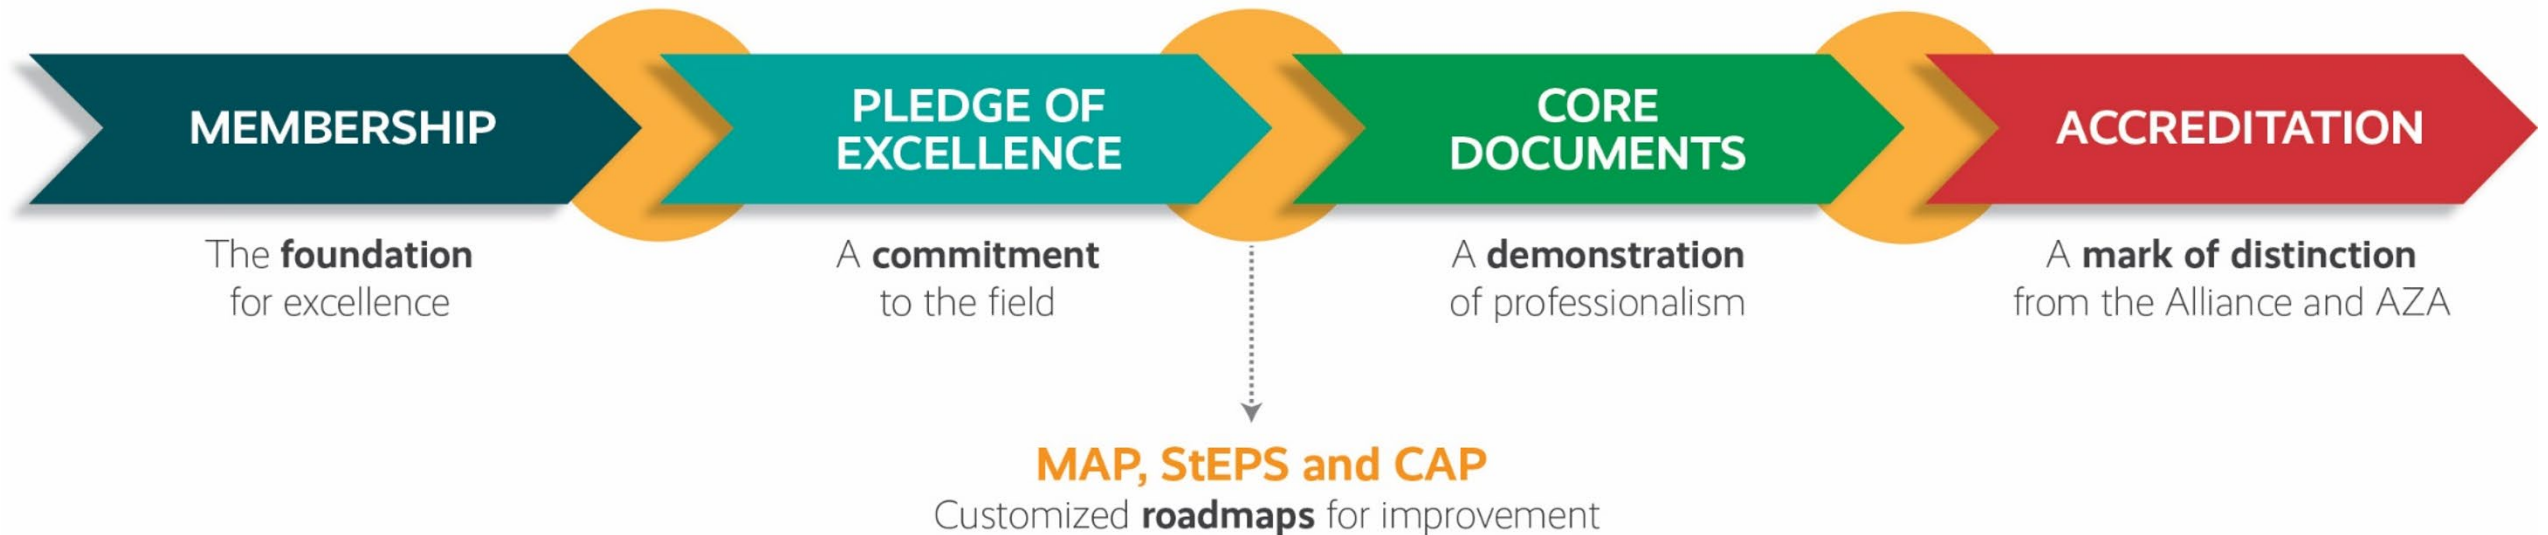 MEMBERSHIP
The foundation
for excellence
PLEDGE OF
EXCELLENCE
A commitment
to the field
CORE
DOCUMENTS
A demonstration
of professionalism
ACCREDITATION
A mark of distinction
from the Alliance and AZA
MAP, StEPS and CAP
Customized roadmaps for improvement